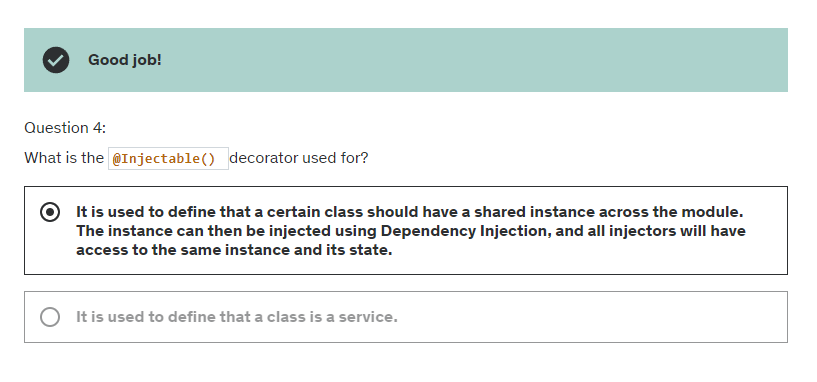 Good job!
Question 4:
What is the @Injectable() decorator used for?
It is used to define that a certain class should have a shared instance across the module.
The instance can then be injected using Dependency Injection, and all injectors will have
access to the same instance and its state.
It is used to define that a class is a service.